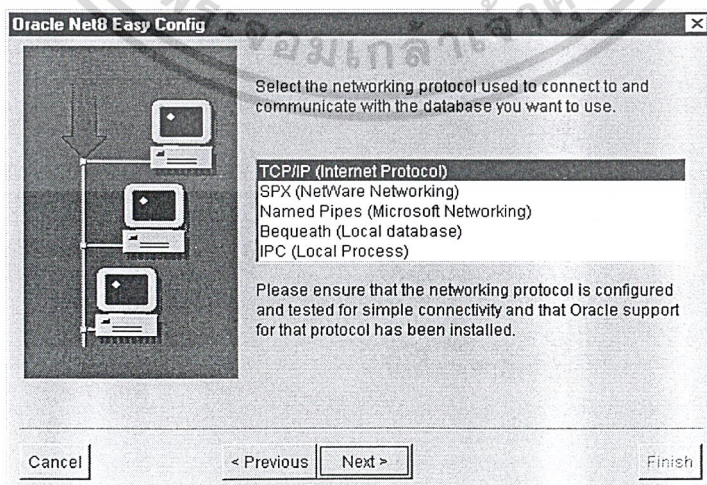 Oracle Net8 Easy Config
Select the networking protocol used to connect to and
communicate with the database you want to use.
TCP/IP (Internet Protocol)
SPX (NetWare Networking)
Named Pipes (Microsoft Networking)
Bequeath (Local database)
IPC (Local Process)
Please ensure that the networking protocol is configured
and tested for simple connectivity and that Oracle support
for that protocol has been installed.
Cancel
< Previous
Next >
Finish